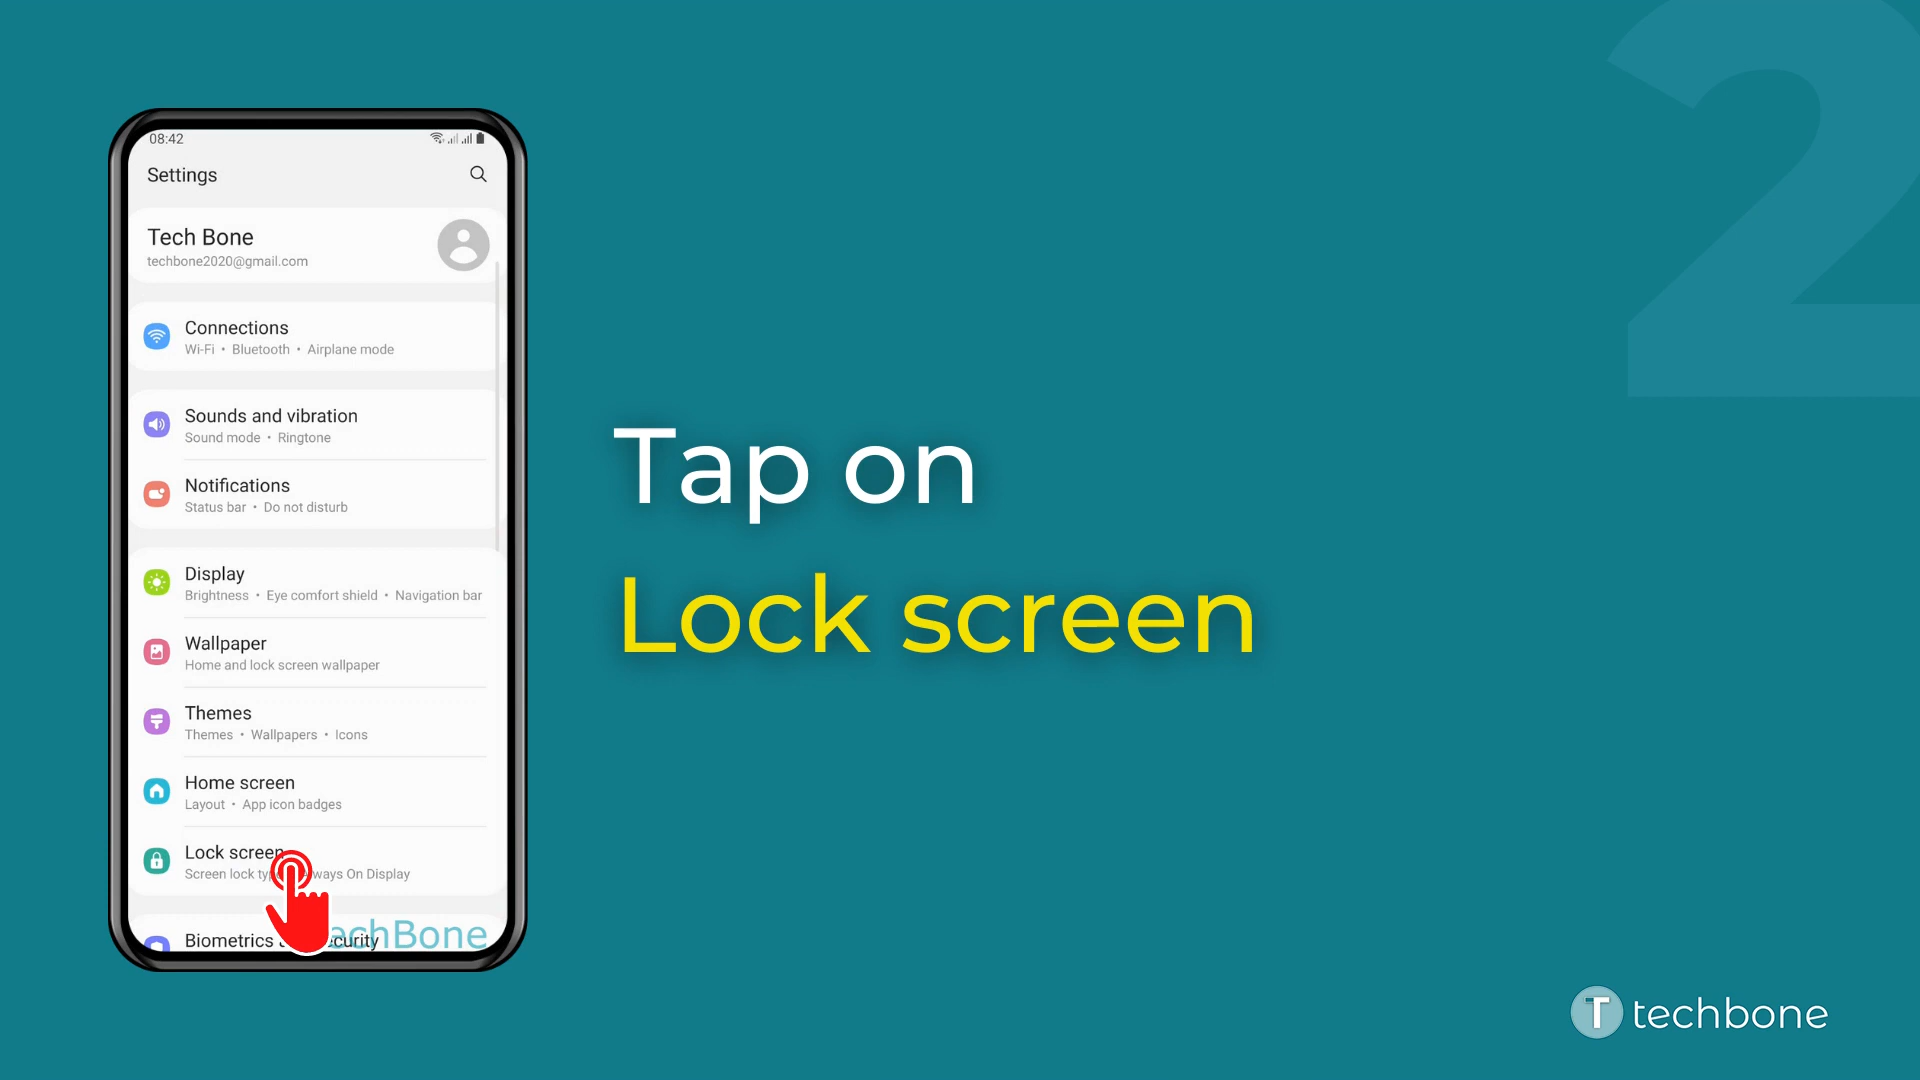 2
08:42
Settings
Tech Bone
techbone2020@gmail.com
Connections
Wi-Fi • Bluetooth • Airplane mode
Sounds and vibration
Sound mode • Ringtone
Notifications
Status bar • Do not disturb
Display
Brightness • Eye comfort shield • Navigation bar
Wallpaper
Home and lock screen wallpaper
Themes
Themes • Wallpapers • Icons
Home screen
Layout • App icon badges
Lock screen
Screen lock Always On Display
Biometrics
Tap on
Lock screen
T techbone